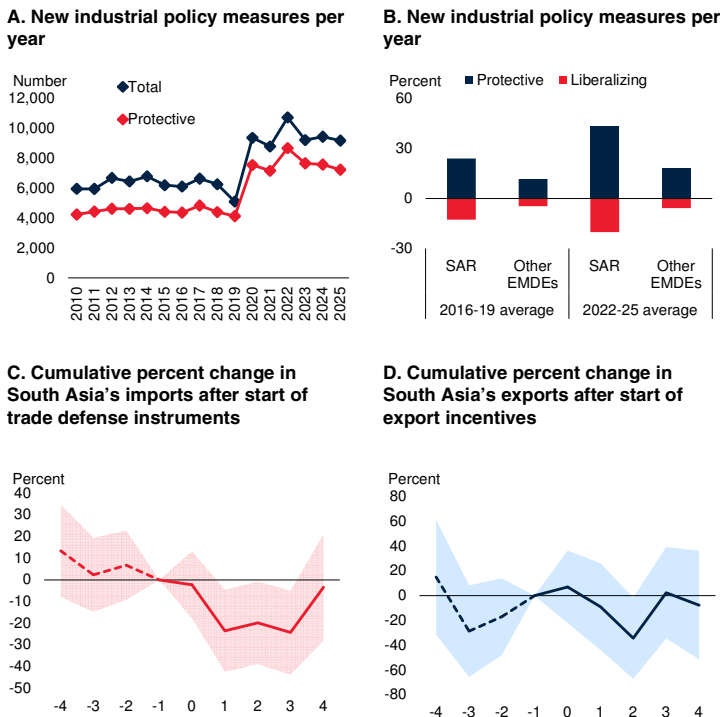 A. New industrial policy measures per
year
Number
Total
Protective
12,000
10,000
8,000
6,000
4,000
2,000
0
2010
2011
2012
2013
2014
2015
2016
2017
2018
2019
2020
2021
2022
2023
2024
2025
B. New industrial policy measures per
year
Percent
Protective
Liberalizing
60
30
0
-30
SAR
Other
EMDEs
SAR
Other
EMDEs
2016-19 average
2022-25 average
C. Cumulative percent change in
South Asia's imports after start of
trade defense instruments
Percent
40
30
20
10
0
-10
-20
-30
-40
-50
-4 -3 -2 -1 0 1 2 3 4
D. Cumulative percent change in
South Asia's exports after start of
export incentives
Percent
80
60
40
20
0
-20
-40
-60
-80
-4 -3 -2 -1 0 1 2 3 4